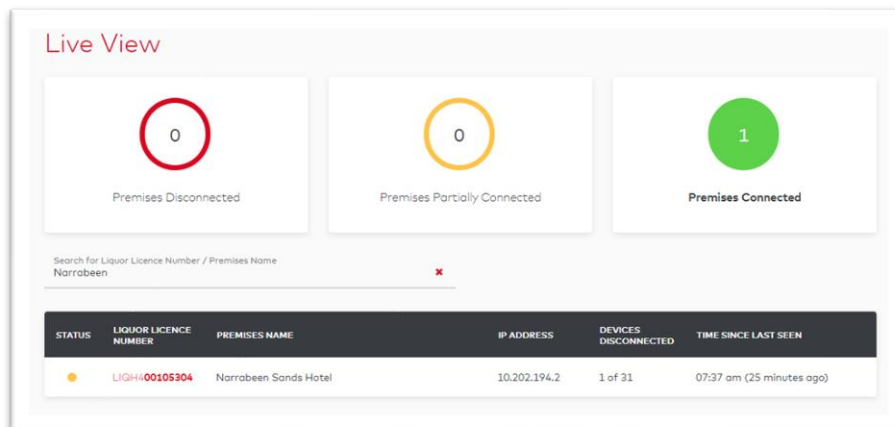 Live View
0
Premises Disconnected
0
Premises Partially Connected
1
Premises Connected
Search for Liquor Licence Number / Premises Name
Narrabeen
STATUS LIQUOR LICENCE NUMBER PREMISES NAME IP ADDRESS DEVICES DISCONNECTED TIME SINCE LAST SEEN
LIQH400105304 Narrabeen Sands Hotel 10.202.194.2 1 of 31 07:37 am (25 minutes ago)